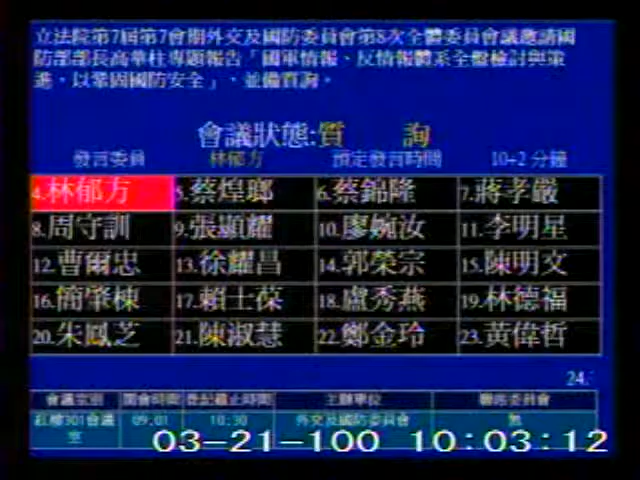 立法院第7屆第7會期外交及國防委員會第8次全體委員會議邀請國
防部部長高華柱專題報告「國軍情報、反情報體系全盤檢討與策
進，以鞏固國防安全」，並備質詢。
會議狀態:質 詢
發言委員 林郁方 預定發言時間 10+2 分鐘
4.林郁方 5.蔡煌瑯 6.蔡錦隆 7.蔣孝嚴
8.周守訓 9.張顯耀 10.廖婉汝 11.李明星
12.曹爾忠 13.徐耀昌 14.郭榮宗 15.陳明文
16.簡肇棟 17.賴士葆 18.盧秀燕 19.林德福
20.朱鳳芝 21.陳淑慧 22.鄭金玲 23.黃偉哲
24.
會議室別 開會時間 登記截止時間 主辦單位 聯席委員會
紅樓301會議 09:01 10:30 外交及國防委員會 無
室
03-21-100 10:03:12